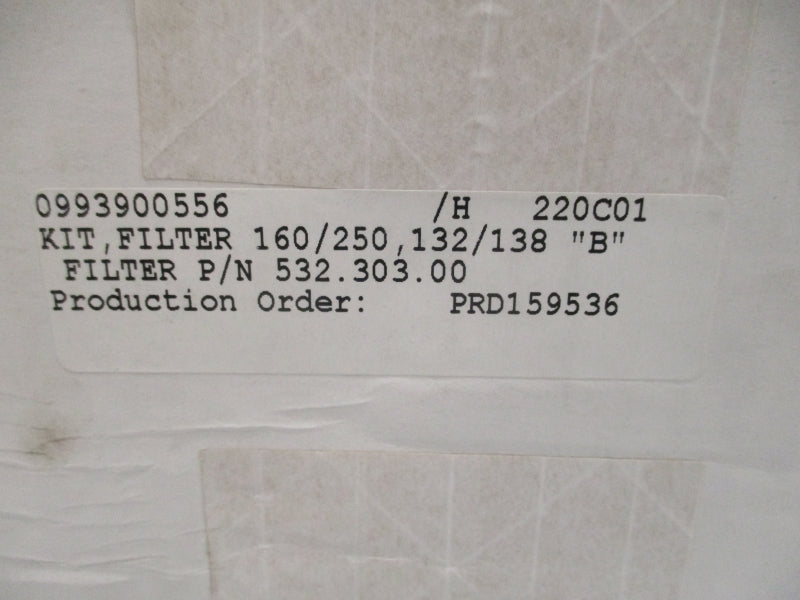 0993900556 /H 220C01
KIT,FILTER 160/250,132/138 "B"
FILTER P/N 532.303.00
Production Order: PRD159536